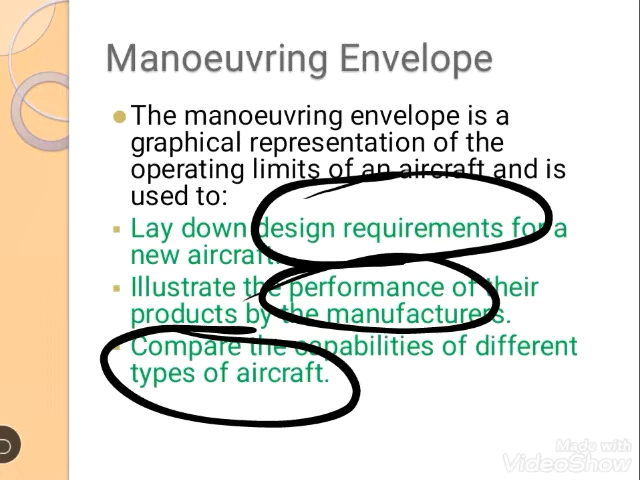 Manoeuvring Envelope
The manoeuvring envelope is a
graphical representation of the
operating limits of an aircraft and is
used to:
Lay down design requirements for a
new aircraft.
Illustrate the performance of their
products by the manufacturers.
Compare the capabilities of different
types of aircraft.
Made with
VideoShow